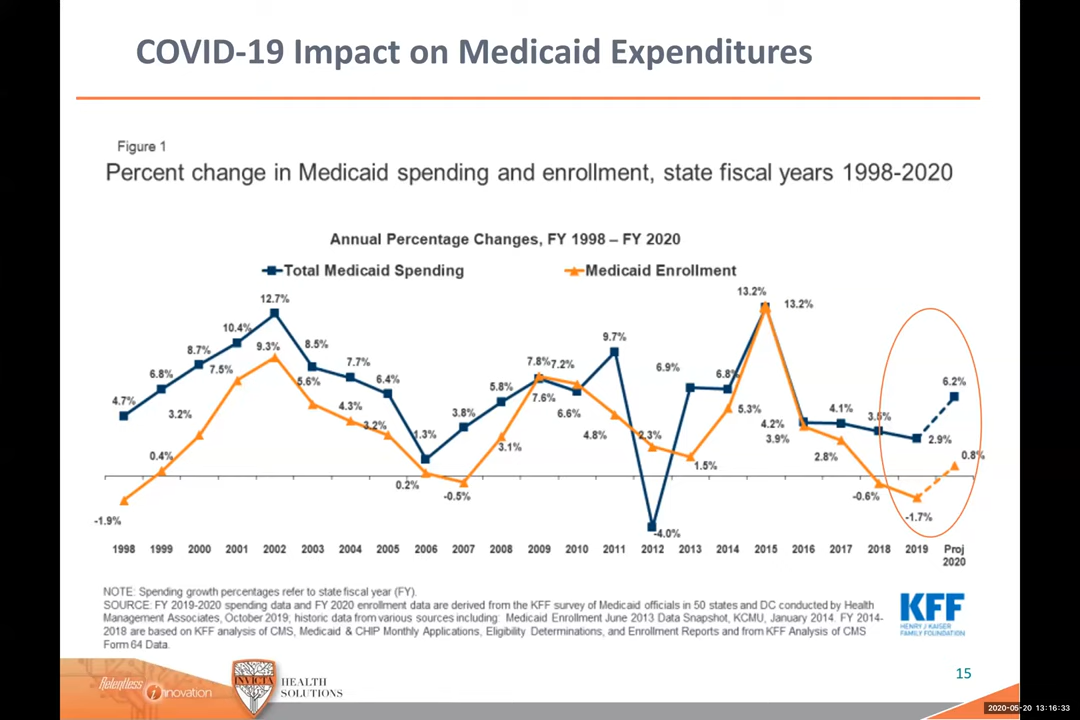 COVID-19 Impact on Medicaid Expenditures
Figure 1
Percent change in Medicaid spending and enrollment, state fiscal years 1998-2020
Annual Percentage Changes, FY 1998 – FY 2020
Total Medicaid Spending Medicaid Enrollment
4.7% 6.8% 8.7% 10.4% 12.7% 8.5% 7.7% 6.4% 1.3% 3.8% 5.8% 7.6% 6.6% 9.7% -4.0% 6.9% 6.8% 13.2% 4.2% 4.1% 3.5% 2.9% 6.2%
-1.9% 0.4% 3.2% 7.5% 9.3% 5.6% 4.3% 3.2% 0.2% -0.5% 3.1% 7.8% 7.2% 4.8% 2.3% 1.5% 5.3% 13.2% 3.9% 2.8% -0.6% -1.7% 0.8%
1998 1999 2000 2001 2002 2003 2004 2005 2006 2007 2008 2009 2010 2011 2012 2013 2014 2015 2016 2017 2018 2019 Proj
2020
NOTE: Spending growth percentages refer to state fiscal year (FY).
SOURCE: FY 2019-2020 spending data and FY 2020 enrollment data are derived from the KFF survey of Medicaid officials in 50 states and DC conducted by Health
Management Associates, October 2019; historic data from various sources including: Medicaid Enrollment June 2013 Data Snapshot, KCMU, January 2014. FY 2014-
2018 are based on KFF analysis of CMS, Medicaid & CHIP Monthly Applications, Eligibility Determinations, and Enrollment Reports and from KFF Analysis of CMS
Form 64 Data.
KFF
HENRY J KAISER
FAMILY FOUNDATION
Relentless innovation
INVICTA
HEALTH
SOLUTIONS
15
2020-05-20 13:16:33